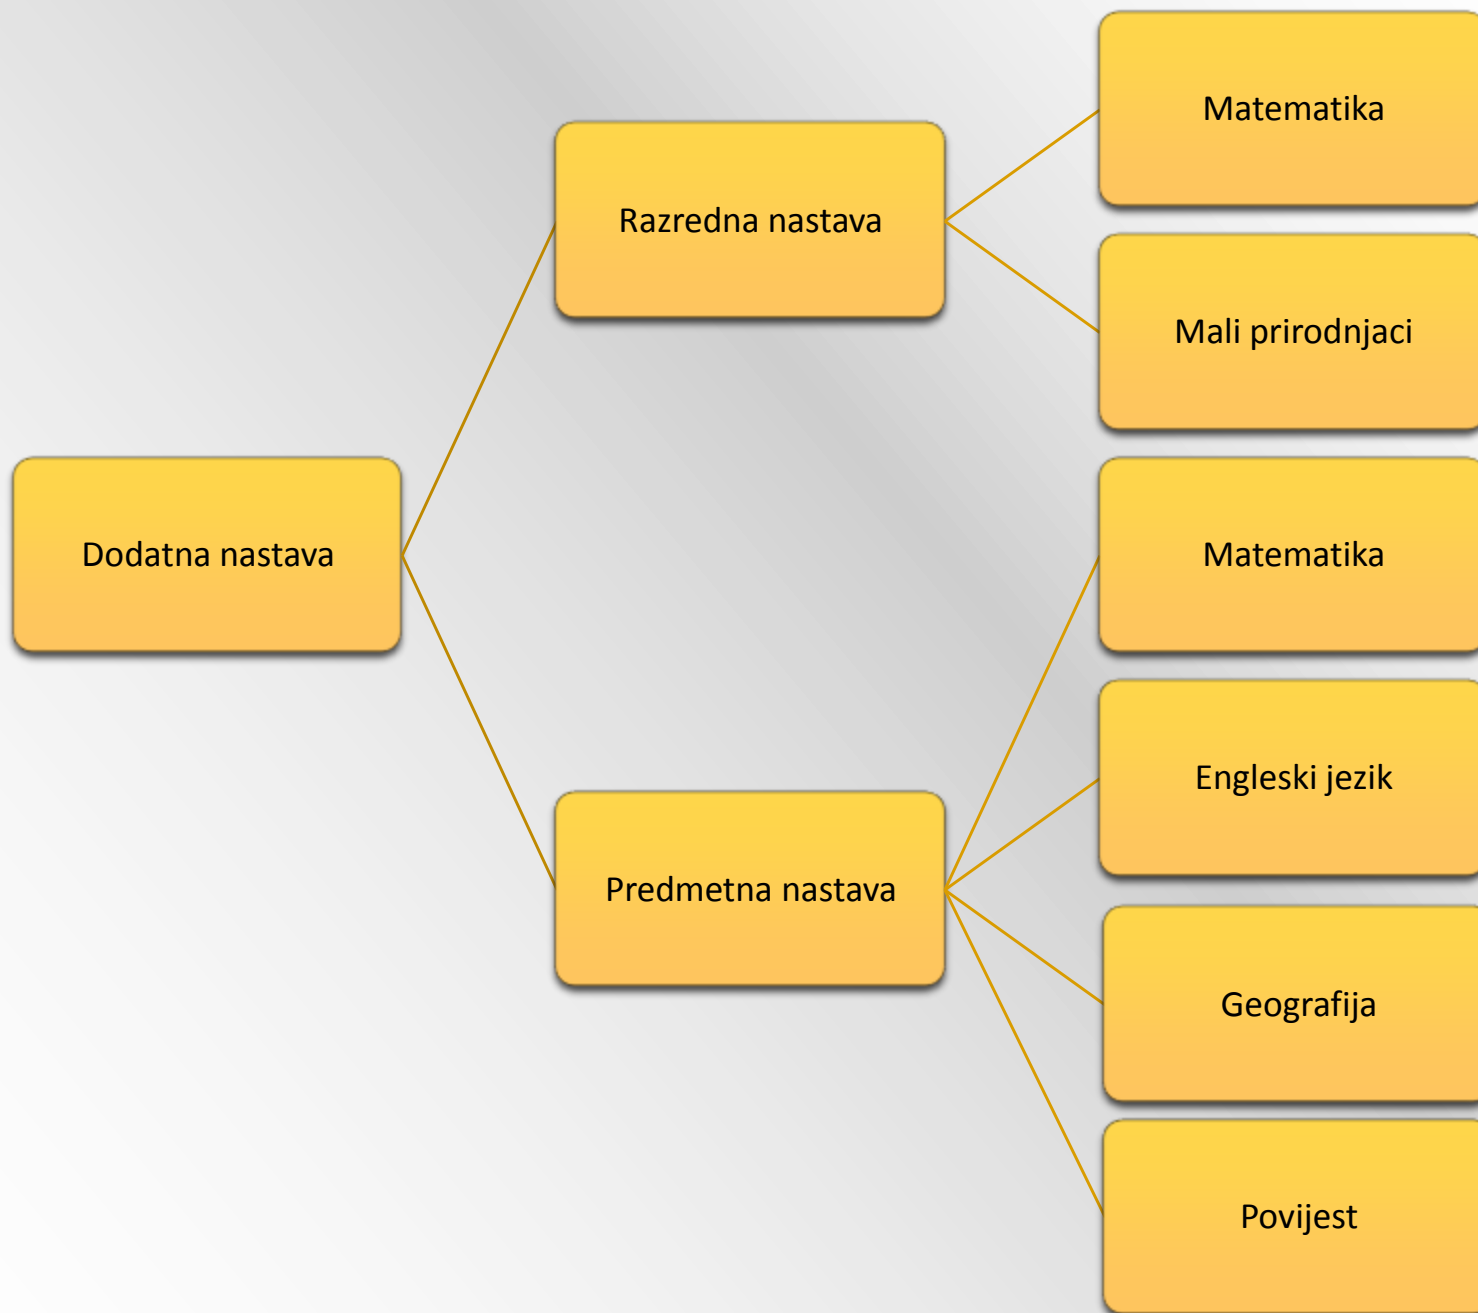 Dodatna nastava
Razredna nastava
Matematika
Mali prirodnjaci
Predmetna nastava
Matematika
Engleski jezik
Geografija
Povijest